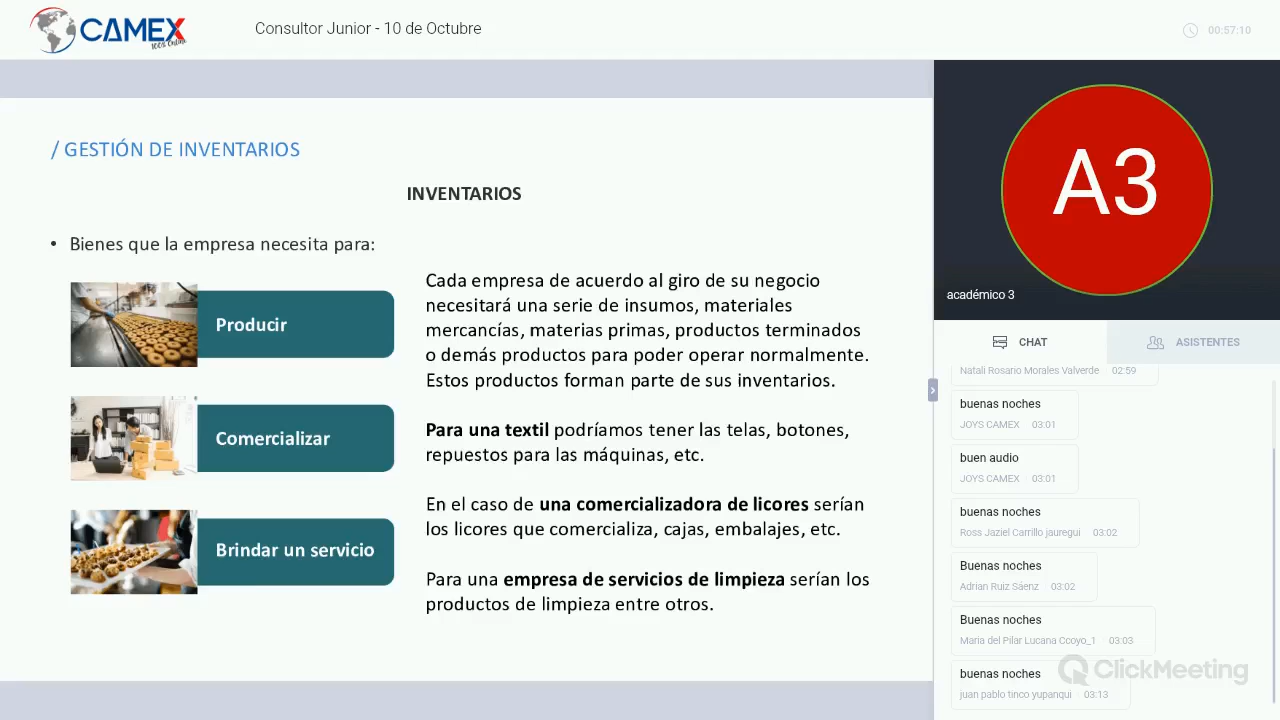 CAMEX
100% Online
Consultor Junior - 10 de Octubre
00:57:10
/ GESTIÓN DE INVENTARIOS
INVENTARIOS
• Bienes que la empresa necesita para:
Producir
Comercializar
Brindar un servicio
Cada empresa de acuerdo al giro de su negocio
necesitará una serie de insumos, materiales
mercancías, materias primas, productos terminados
o demás productos para poder operar normalmente.
Estos productos forman parte de sus inventarios.
Para una textil podríamos tener las telas, botones,
repuestos para las máquinas, etc.
En el caso de una comercializadora de licores serían
los licores que comercializa, cajas, embalajes, etc.
Para una empresa de servicios de limpieza serían los
productos de limpieza entre otros.
A3
académico 3
CHAT
ASISTENTES
Natali Rosario Morales Valverde · 02:59
buenas noches
JOYS CAMEX · 03:01
buen audio
JOYS CAMEX · 03:01
buenas noches
Ross Jaziel Carrillo jauregui · 03:02
Buenas noches
Adrian Ruiz Sáenz · 03:02
Buenas noches
Maria del Pilar Lucana Ccoyo_1 · 03:03
buenas noches
juan pablo tinco yupanqui · 03:13
ClickMeeting